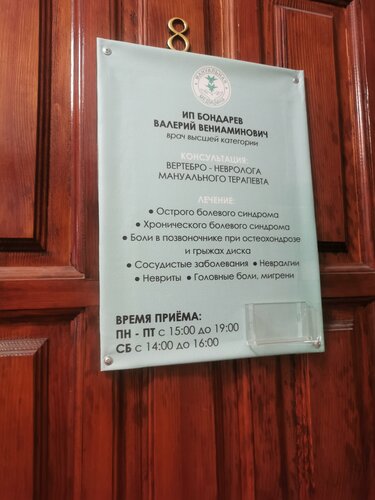 8
ИП БОНДАРЕВ
ВАЛЕРИЙ ВЕНИАМИНОВИЧ
врач высшей категории
КОНСУЛЬТАЦИЯ:
ВЕРТЕБРО - НЕВРОЛОГА
МАНУАЛЬНОГО ТЕРАПЕВТА
ЛЕЧЕНИЕ:
• Острого болевого синдрома
• Хронического болевого синдрома
• Боли в позвоночнике при остеохондрозе
и грыжах диска
• Сосудистые заболевания • Невралгии
• Невриты • Головные боли, мигрени
ВРЕМЯ ПРИЁМА:
ПН - ПТ с 15:00 до 19:00
СБ с 14:00 до 16:00